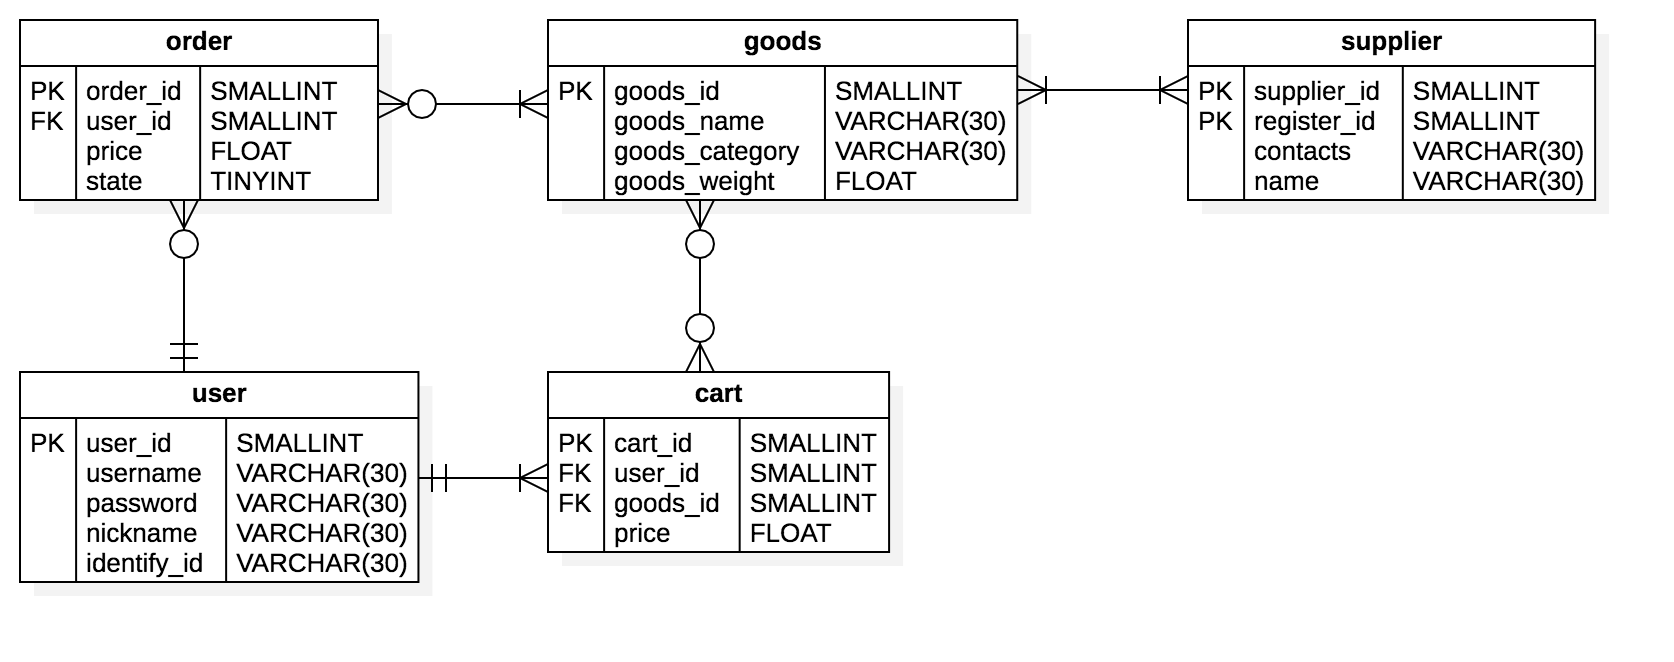 order
PK order_id SMALLINT
FK user_id SMALLINT
price FLOAT
state TINYINT
goods
PK goods_id SMALLINT
goods_name VARCHAR(30)
goods_category VARCHAR(30)
goods_weight FLOAT
supplier
PK supplier_id SMALLINT
PK register_id SMALLINT
contacts VARCHAR(30)
name VARCHAR(30)
user
PK user_id SMALLINT
username VARCHAR(30)
password VARCHAR(30)
nickname VARCHAR(30)
identify_id VARCHAR(30)
cart
PK cart_id SMALLINT
FK user_id SMALLINT
FK goods_id SMALLINT
price FLOAT